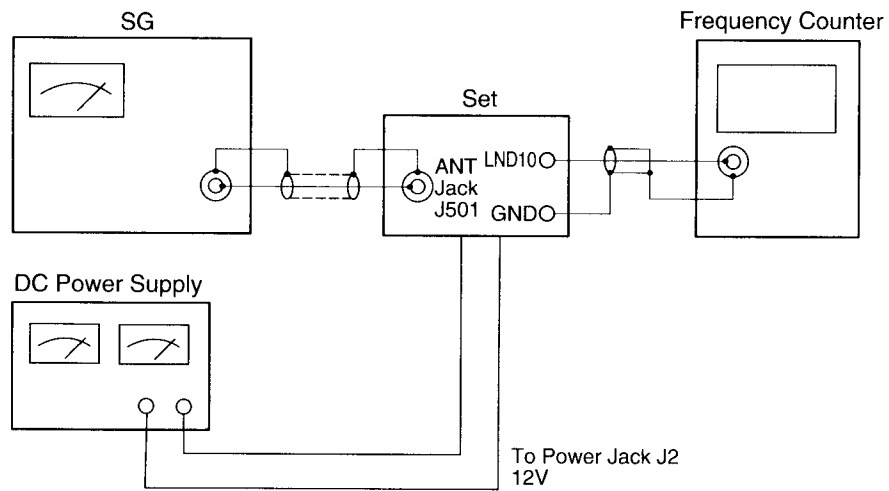 SG
Frequency Counter
Set
ANT
Jack
J501
LND10
GND
DC Power Supply
To Power Jack J2
12V